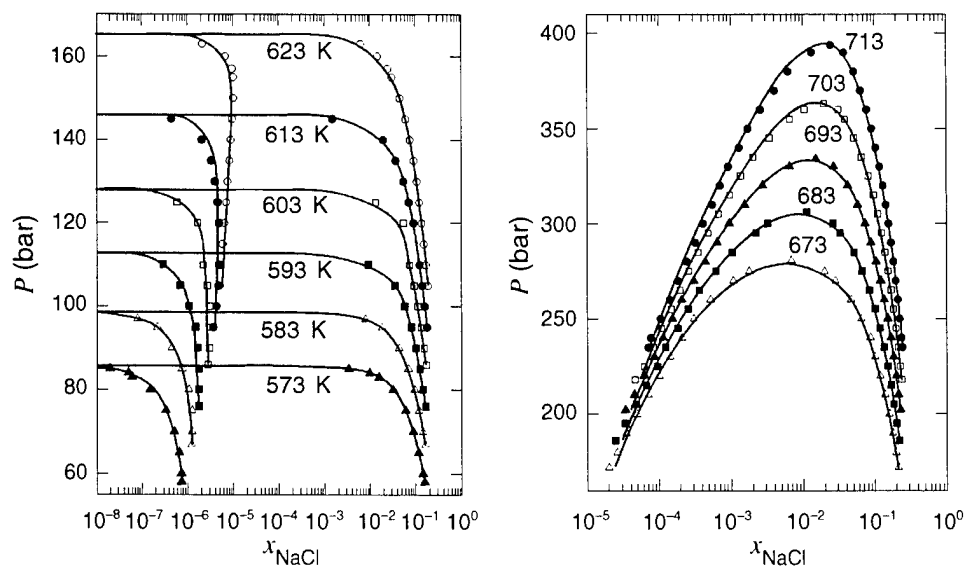 160
140
120
100
80
60
P (bar)
623 K
613 K
603 K
593 K
583 K
573 K
10⁻⁸ 10⁻⁷ 10⁻⁶ 10⁻⁵ 10⁻⁴ 10⁻³ 10⁻² 10⁻¹ 10⁰
x_NaCl
400
350
300
250
200
P (bar)
713
703
693
683
673
10⁻⁵ 10⁻⁴ 10⁻³ 10⁻² 10⁻¹ 10⁰
x_NaCl